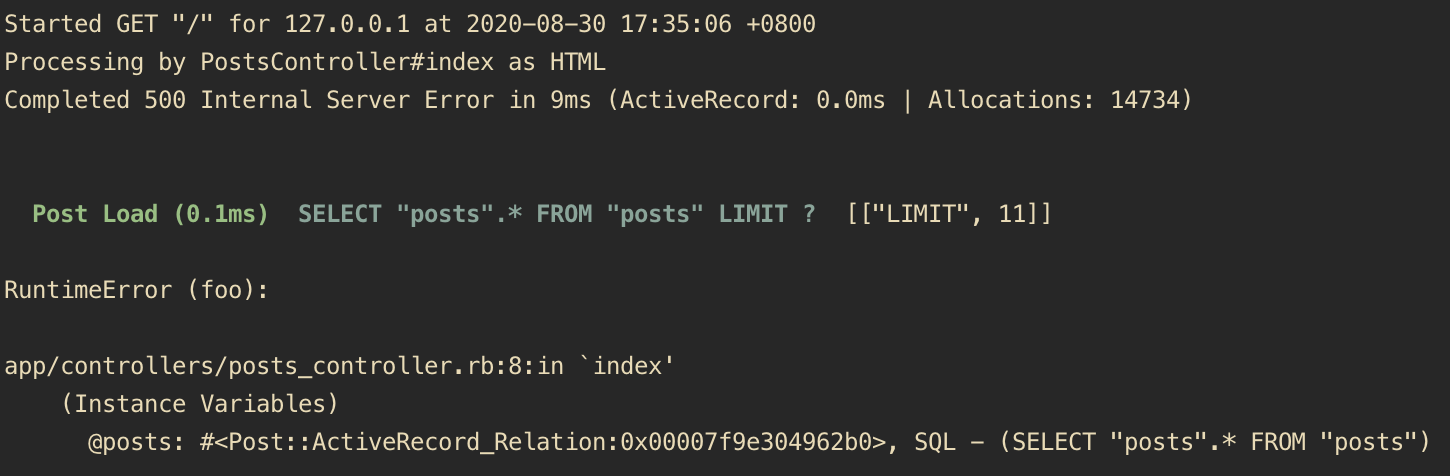 Started GET "/" for 127.0.0.1 at 2020-08-30 17:35:06 +0800
Processing by PostsController#index as HTML
Completed 500 Internal Server Error in 9ms (ActiveRecord: 0.0ms | Allocations: 14734)
Post Load (0.1ms)  SELECT "posts".* FROM "posts" LIMIT ?  [["LIMIT", 11]]
RuntimeError (foo):
app/controllers/posts_controller.rb:8:in `index'
(Instance Variables)
@posts: #<Post::ActiveRecord_Relation:0x00007f9e304962b0>, SQL - (SELECT "posts".* FROM "posts")